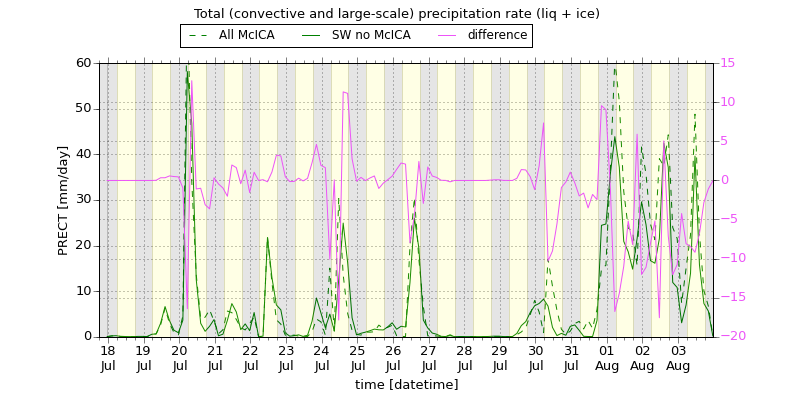 Total (convective and large-scale) precipitation rate (liq + ice)
All McICA SW no McICA difference
60 15
50 10
40 5
30 0
20 −5
10 −10
0 −15
−20
PRECT [mm/day]
18 19 20 21 22 23 24 25 26 27 28 29 30 31 01 02 03
Jul Jul Jul Jul Jul Jul Jul Jul Jul Jul Jul Jul Jul Jul Aug Aug Aug
time [datetime]